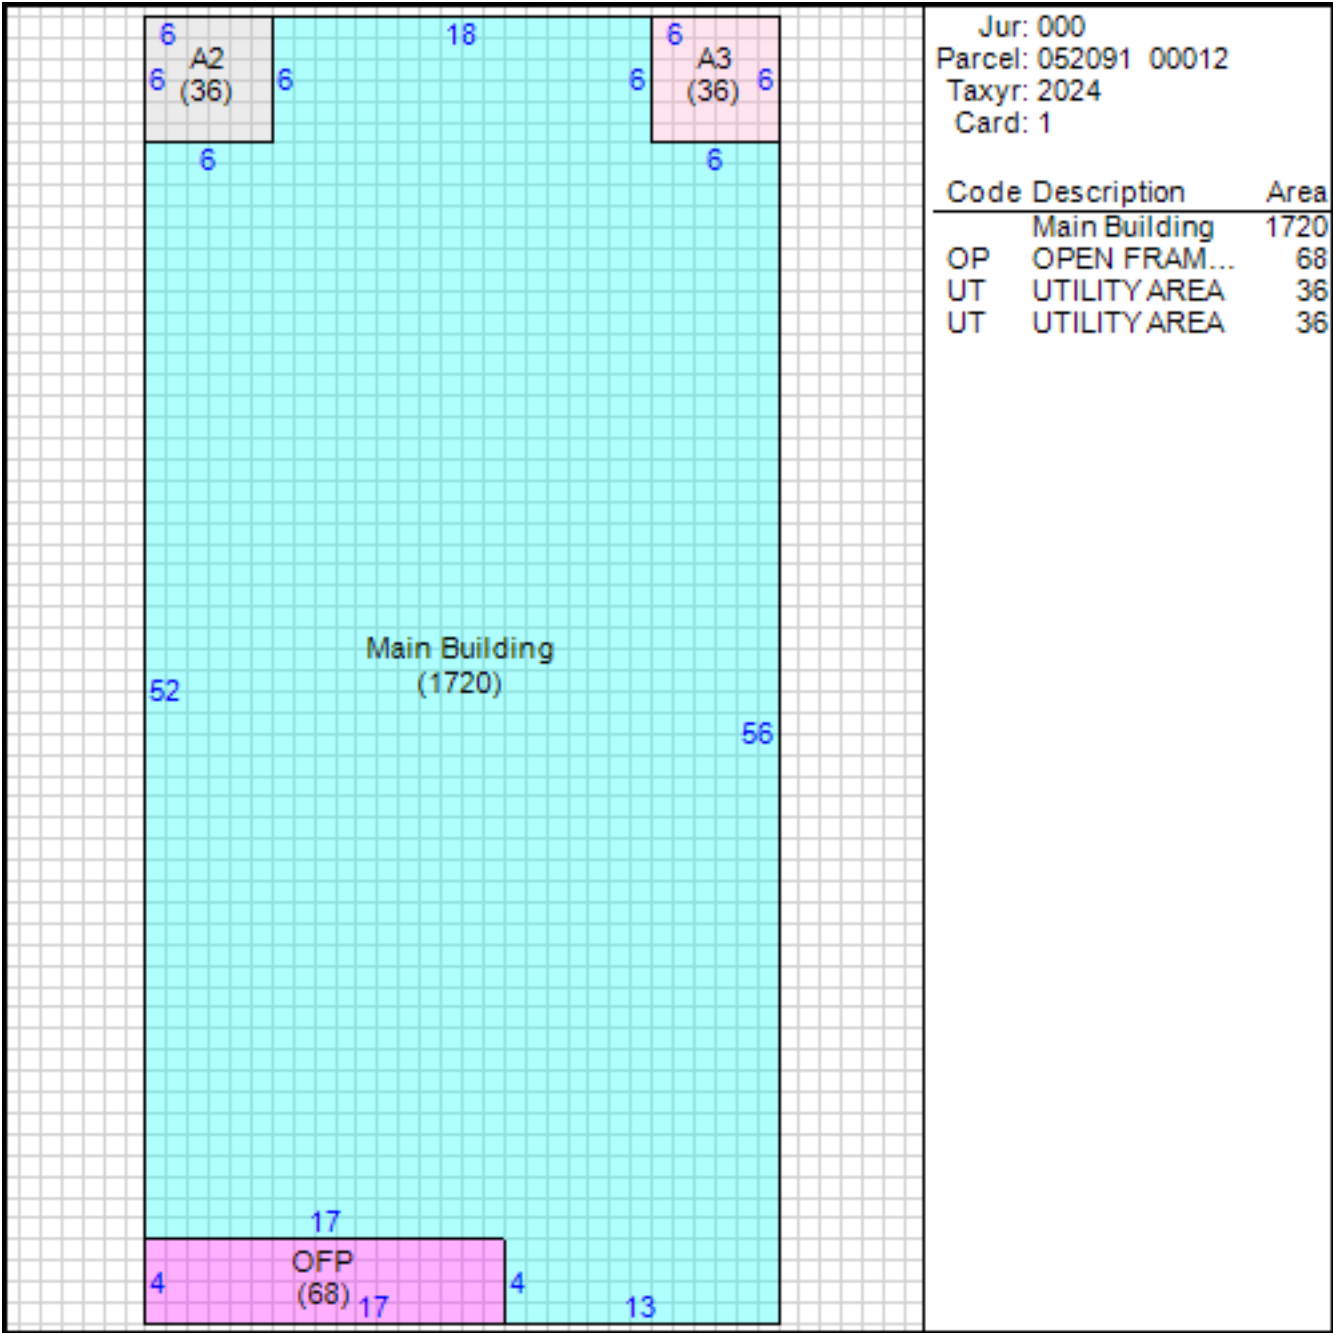 6 18 6
A2 A3
6 (36) 6 6 (36) 6
6 6
Main Building
(1720)
52
56
17
OFP
4 (68) 17 4 13
Jur: 000
Parcel: 052091 00012
Taxyr: 2024
Card: 1
Code Description Area
Main Building 1720
OP OPEN FRAM... 68
UT UTILITY AREA 36
UT UTILITY AREA 36